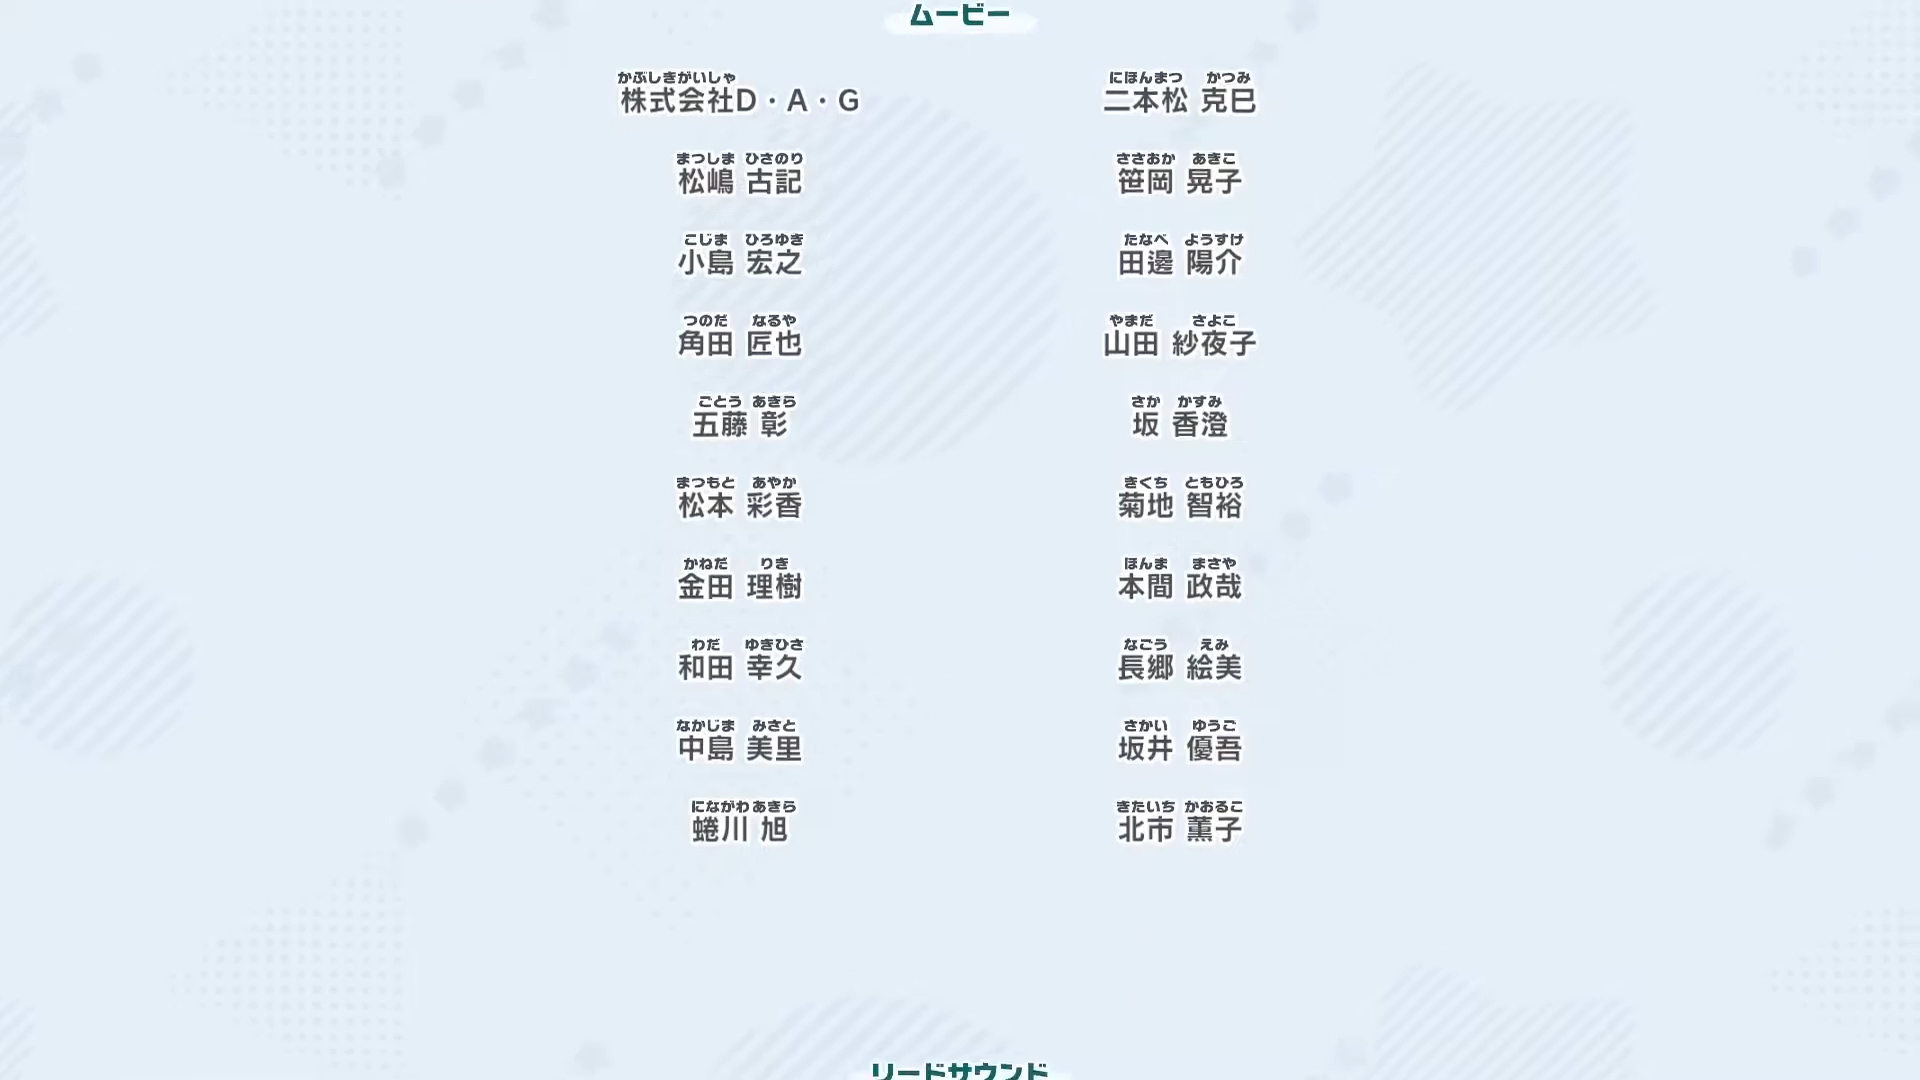 ムービー
かぶしきがいしゃ
株式会社D・A・G
にほんまつ かつみ
二本松 克巳
まつしま ひさのり
松嶋 古記
ささおか あきこ
笹岡 晃子
こじま ひろゆき
小島 宏之
たなべ ようすけ
田邊 陽介
つのだ なるや
角田 匠也
やまだ さよこ
山田 紗夜子
ごとう あきら
五藤 彰
さか かすみ
坂 香澄
まつもと あやか
松本 彩香
きくち ともひろ
菊地 智裕
かねだ りき
金田 理樹
ほんま まさや
本間 政哉
わだ ゆきひさ
和田 幸久
なごう えみ
長郷 絵美
なかじま みさと
中島 美里
さかい ゆうご
坂井 優吾
にながわ あきら
蜷川 旭
きたいち かおるこ
北市 薫子
リードサウンド